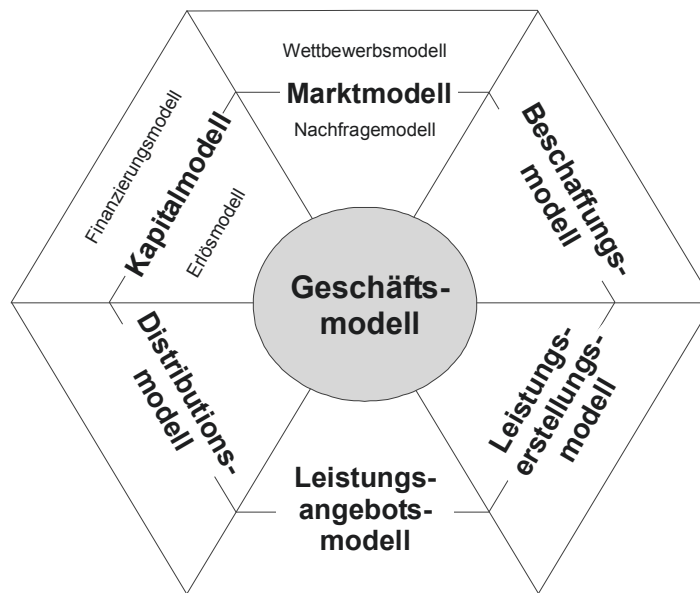 Wettbewerbsmodell
Marktmodell
Nachfragemodell
Beschaffungs-
modell
Leistungs-
erstellungs-
modell
Leistungs-
angebots-
modell
Distributions-
modell
Finanzierungsmodell
Kapitalmodell
Erlösmodell
Geschäfts-
modell